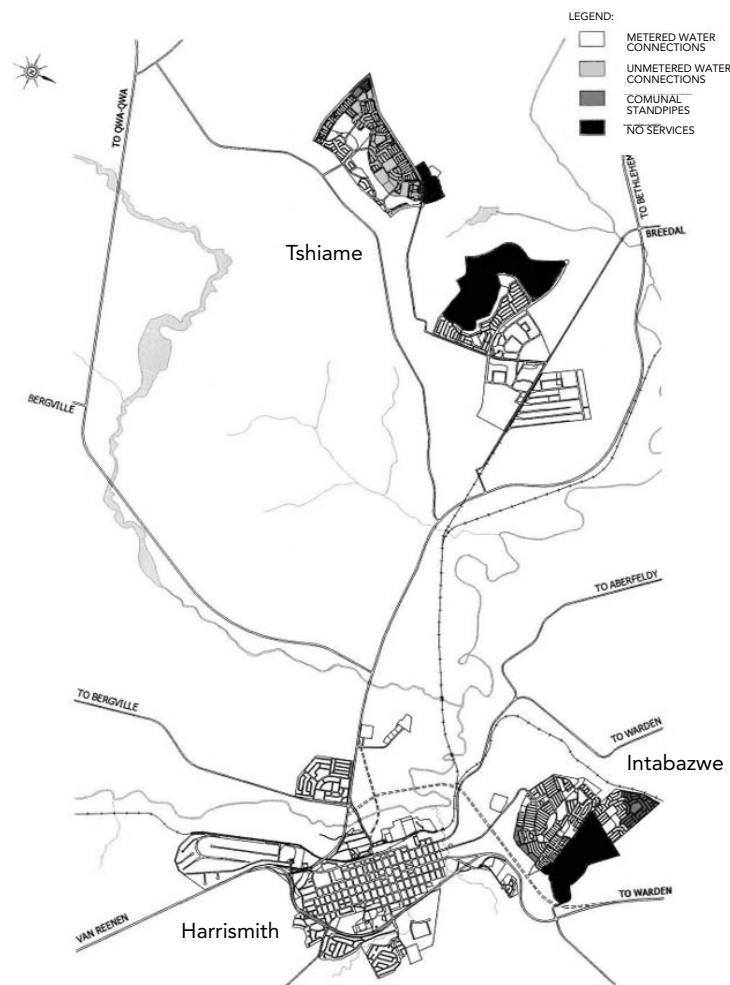 LEGEND:
METERED WATER
CONNECTIONS
UNMETERED WATER
CONNECTIONS
COMUNAL
STANDPIPES
NO SERVICES
N
TO QWA-QWA
TO BETHLEHEM
BREEDAL
Tshiame
BERGVILLE
TO ABERFELDY
TO BERGVILLE
TO WARDEN
Intabazwe
TO WARDEN
VAN REENEN
Harrismith